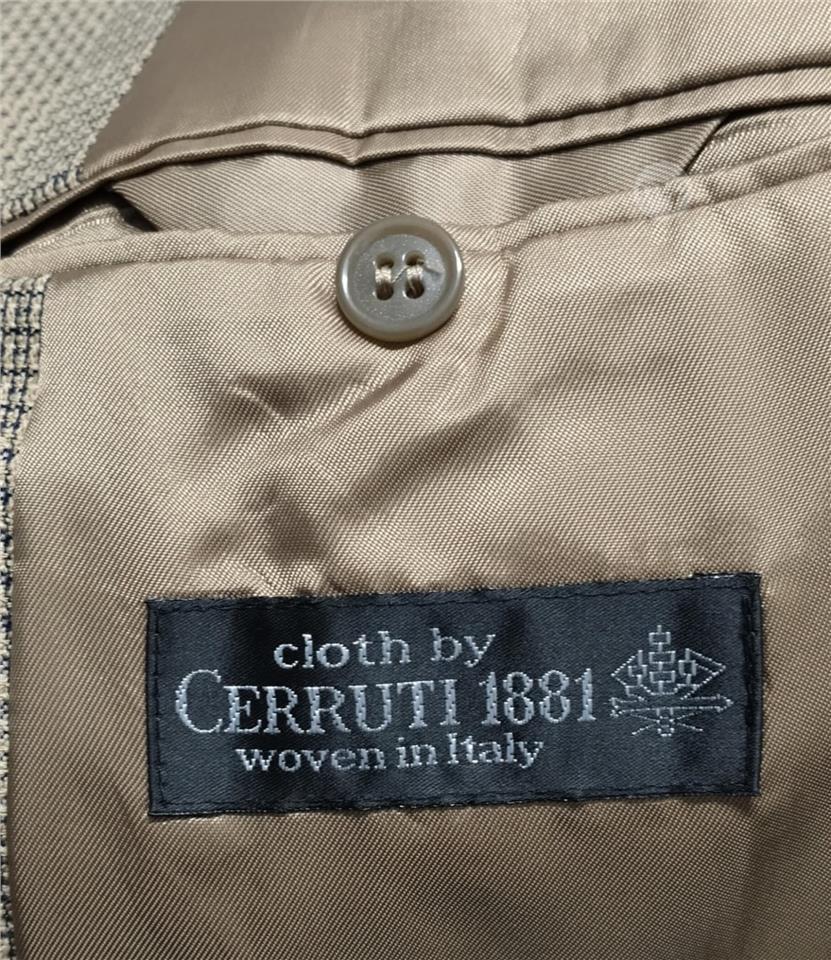 cloth by
CERRUTI 1881
woven in Italy